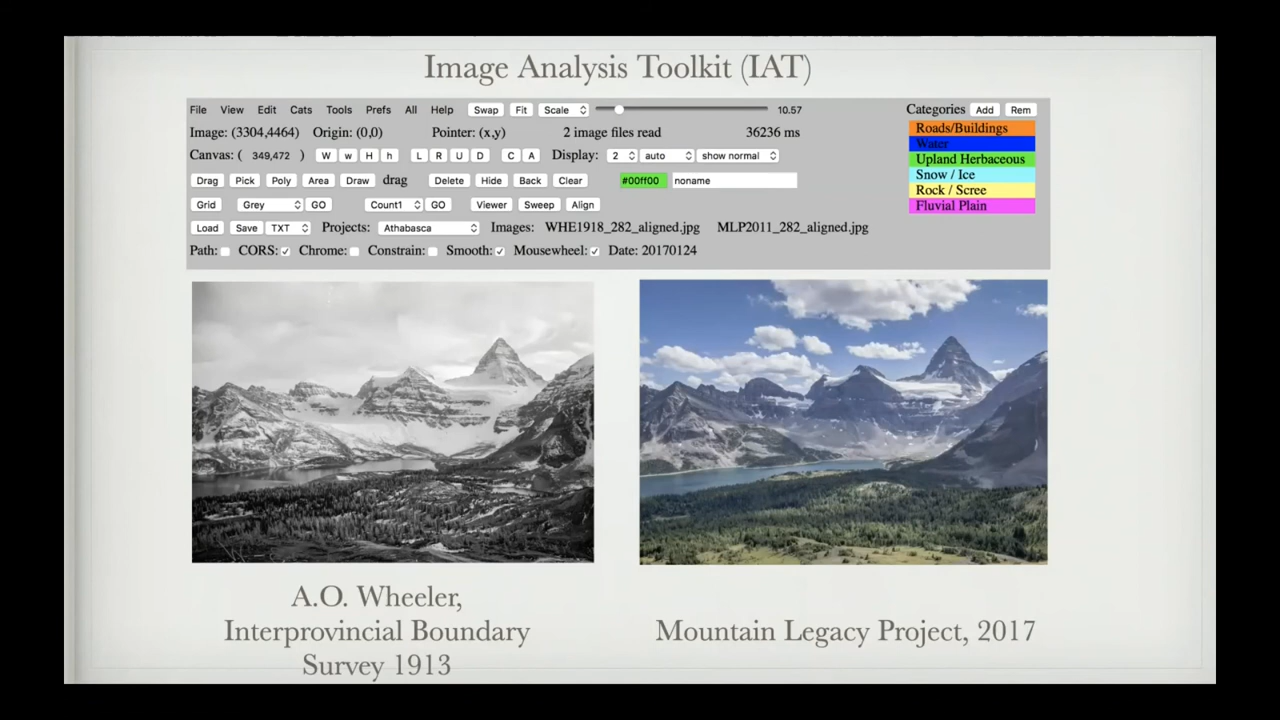 Image Analysis Toolkit (IAT)
File View Edit Cats Tools Prefs All Help Swap Fit Scale 10.57 Categories Add Rem
Image: (3304,4464) Origin: (0,0) Pointer: (x,y) 2 image files read 36236 ms Roads/Buildings
Water
Canvas: ( 349,472 ) W w H h L R U D C A Display: 2 auto show normal Upland Herbaceous
Snow / Ice
Drag Pick Poly Area Draw drag Delete Hide Back Clear #00ff00 noname Rock / Scree
Grid Grey GO Count1 GO Viewer Sweep Align Fluvial Plain
Load Save TXT Projects: Athabasca Images: WHE1918_282_aligned.jpg MLP2011_282_aligned.jpg
Path: CORS: Chrome: Constrain: Smooth: Mousewheel: Date: 20170124
A.O. Wheeler,
Interprovincial Boundary
Survey 1913
Mountain Legacy Project, 2017